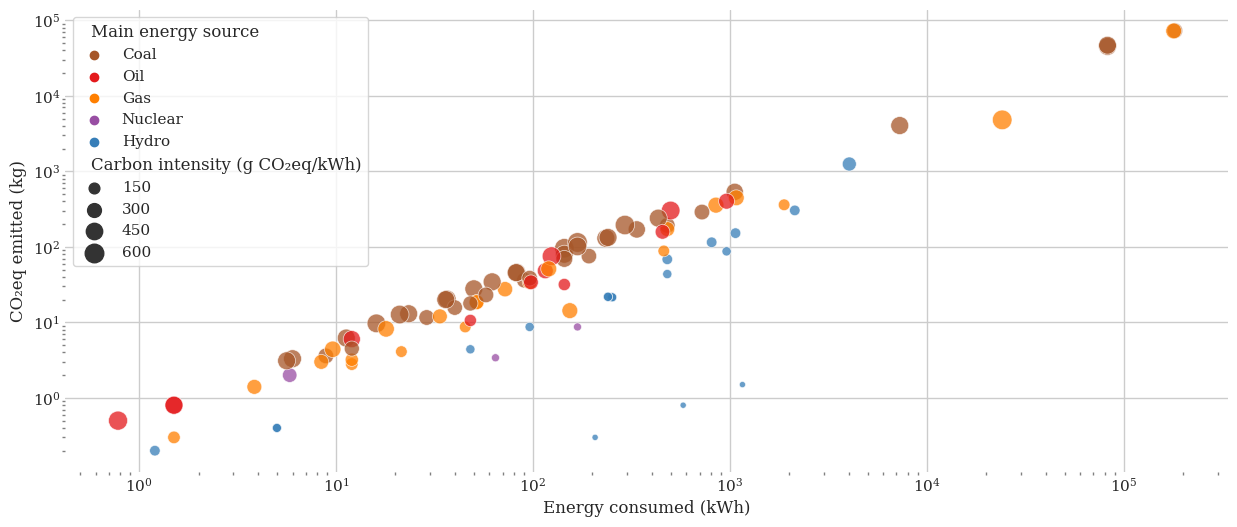 Main energy source
Coal
Oil
Gas
Nuclear
Hydro
Carbon intensity (g CO₂eq/kWh)
150
300
450
600
CO₂eq emitted (kg)
10⁵
10⁴
10³
10²
10¹
10⁰
10⁰ 10¹ 10² 10³ 10⁴ 10⁵
Energy consumed (kWh)